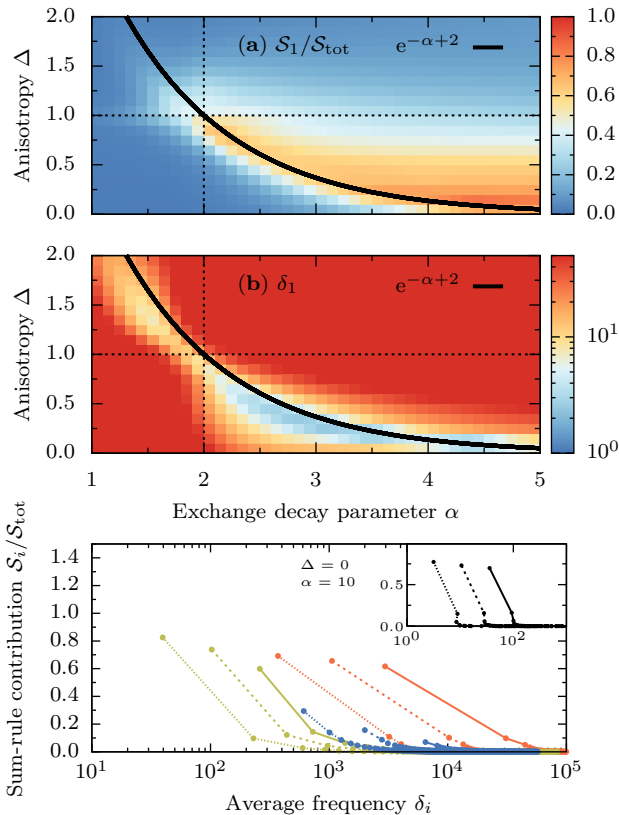 2.0
1.5
1.0
0.5
0.0
Anisotropy Δ
(a) S₁/S_tot
e^{−α+2}
1.0
0.8
0.6
0.4
0.2
0.0
2.0
1.5
1.0
0.5
0.0
Anisotropy Δ
(b) δ₁
e^{−α+2}
10¹
10⁰
1 2 3 4 5
Exchange decay parameter α
Sum-rule contribution S_i/S_tot
1.4
1.2
1.0
0.8
0.6
0.4
0.2
0.0
Δ = 0
α = 10
0.5
0.0
10⁰ 10²
10¹ 10² 10³ 10⁴ 10⁵
Average frequency δ_i